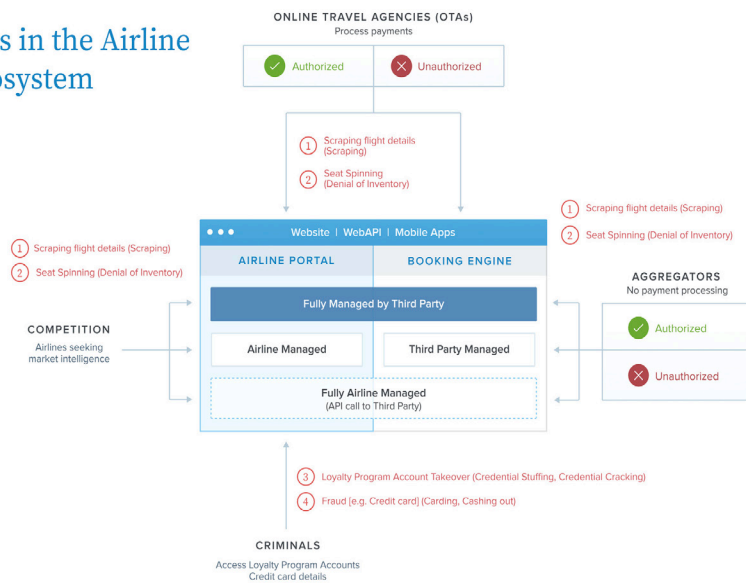 s in the Airline
osystem
ONLINE TRAVEL AGENCIES (OTAs)
Process payments
Authorized
Unauthorized
1 Scraping flight details
(Scraping)
2 Seat Spinning
(Denial of Inventory)
1 Scraping flight details (Scraping)
2 Seat Spinning (Denial of Inventory)
1 Scraping flight details (Scraping)
2 Seat Spinning (Denial of Inventory)
Website | WebAPI | Mobile Apps
AIRLINE PORTAL
BOOKING ENGINE
Fully Managed by Third Party
Airline Managed
Third Party Managed
Fully Airline Managed
(API call to Third Party)
COMPETITION
Airlines seeking
market intelligence
AGGREGATORS
No payment processing
Authorized
Unauthorized
3 Loyalty Program Account Takeover (Credential Stuffing, Credential Cracking)
4 Fraud [e.g. Credit card] (Carding, Cashing out)
CRIMINALS
Access Loyalty Program Accounts
Credit card details